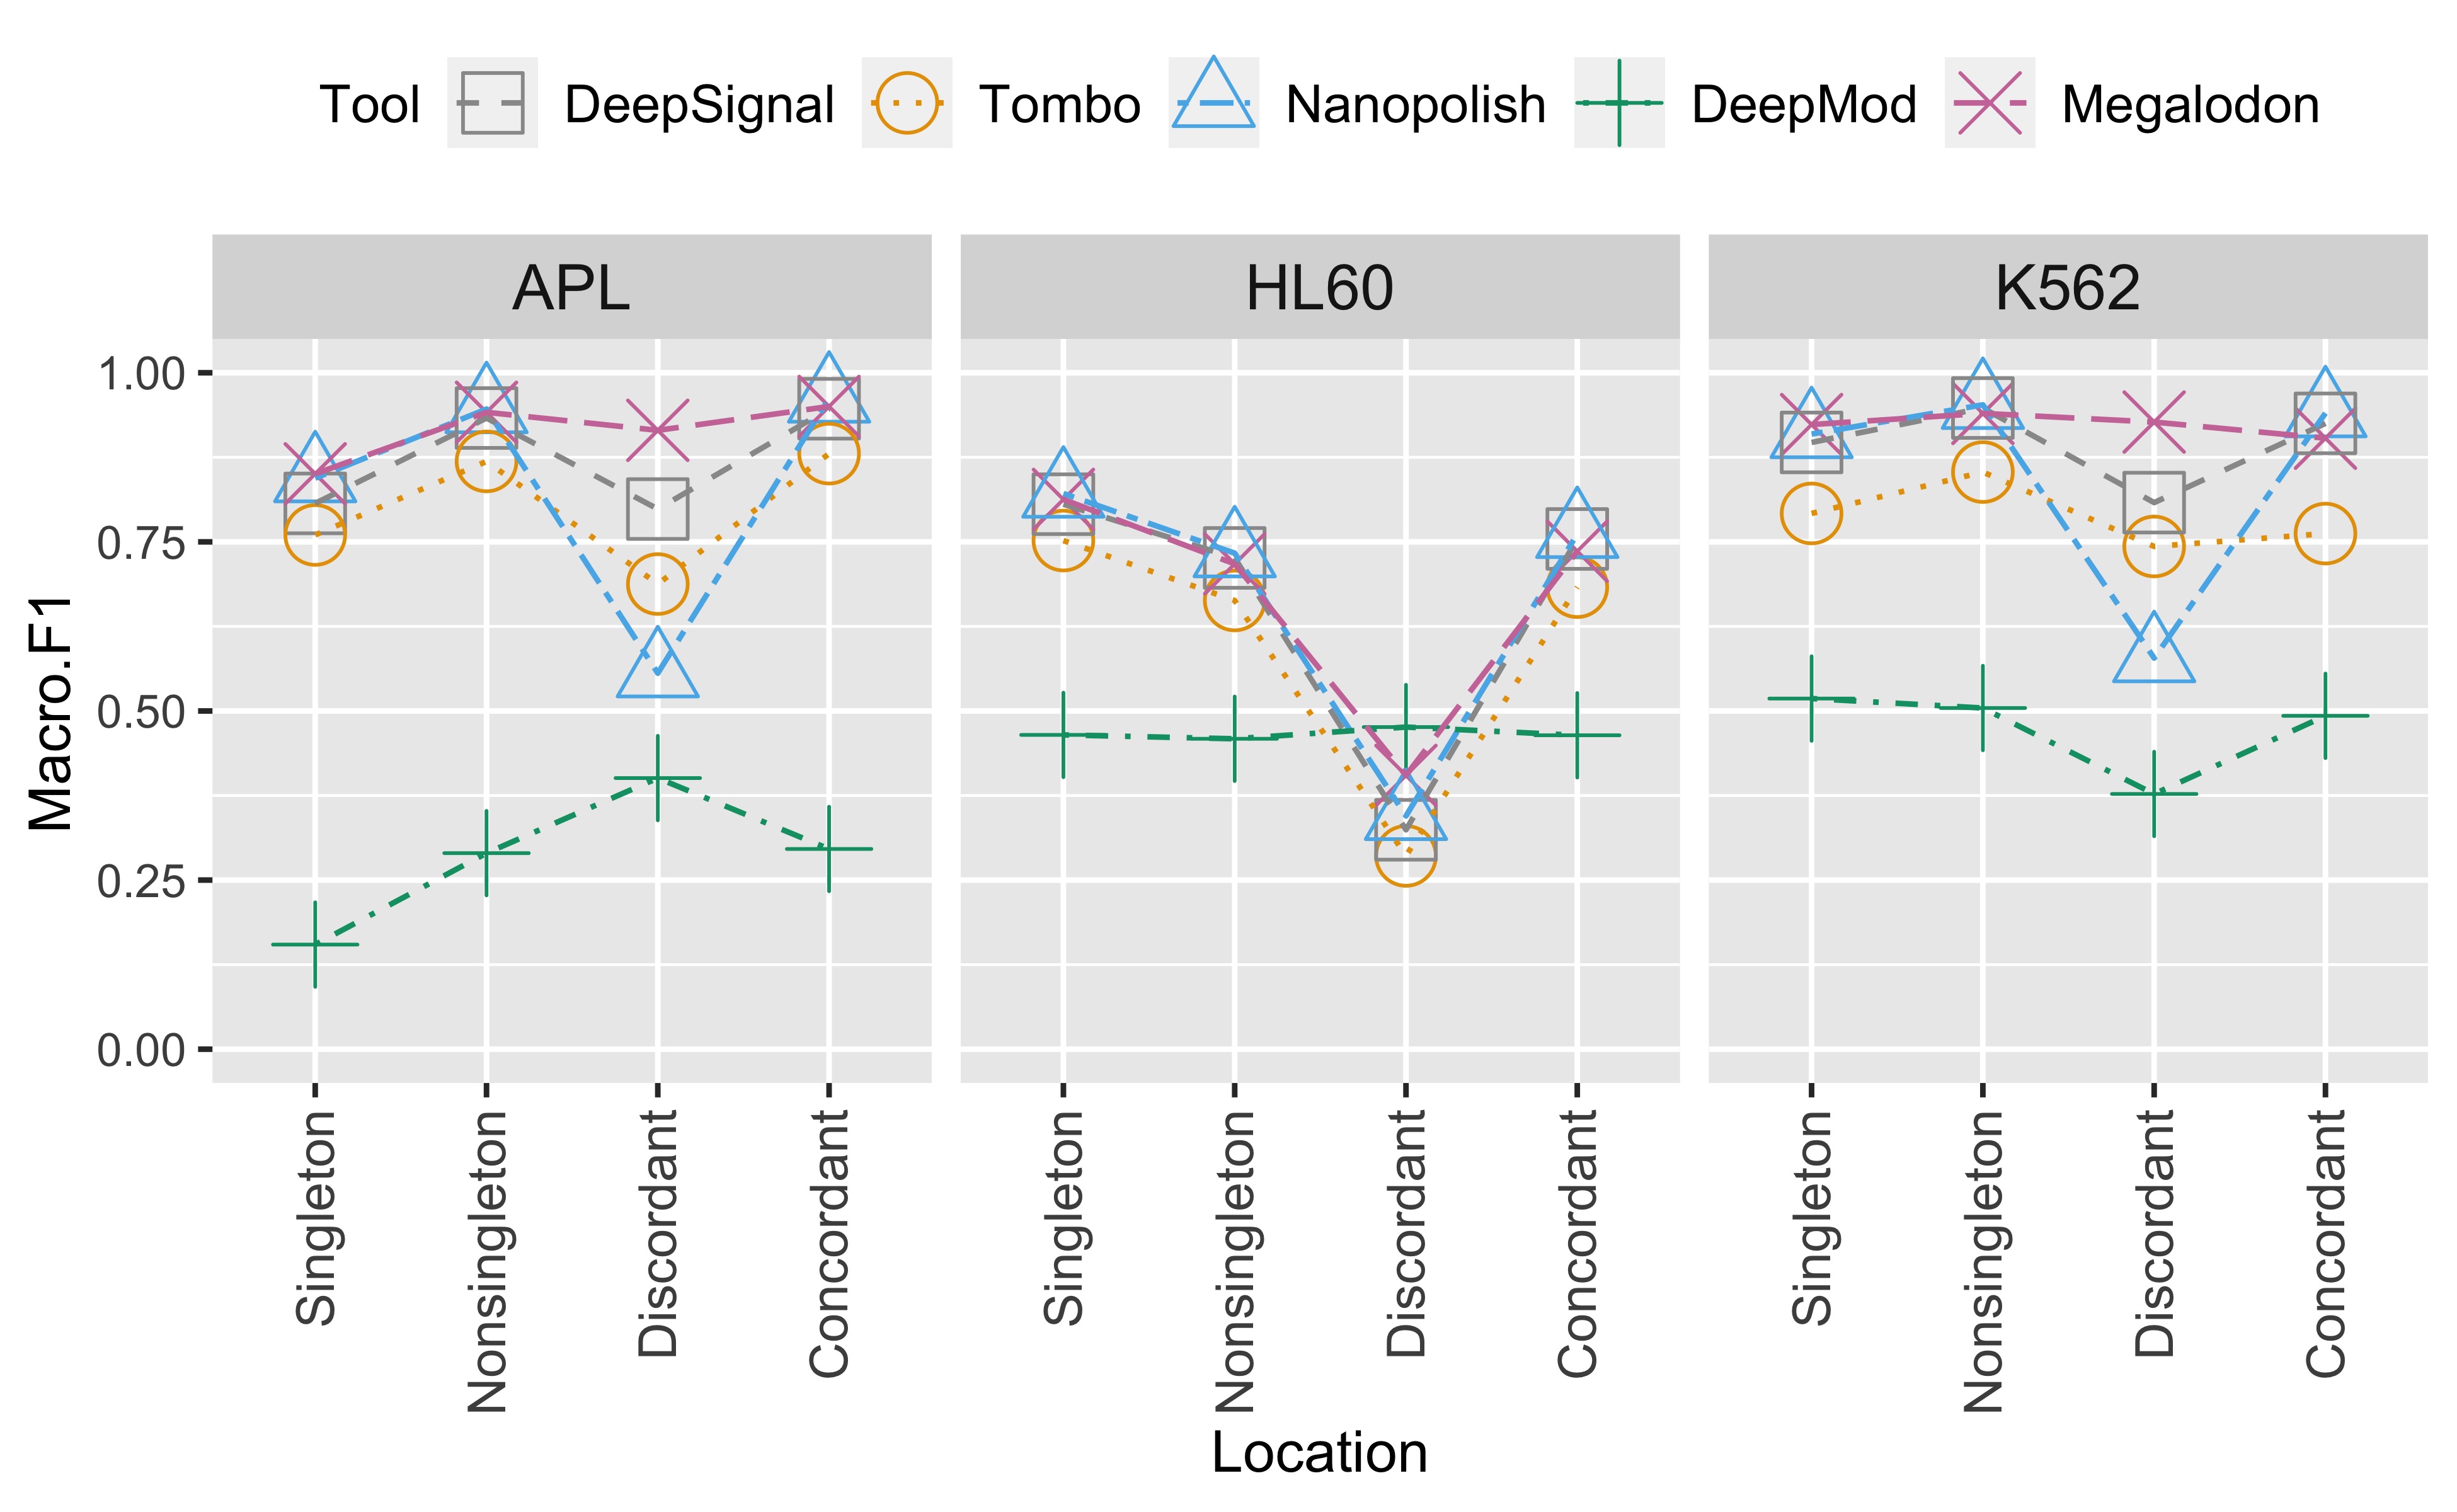 Tool DeepSignal Tombo Nanopolish DeepMod Megalodon
APL HL60 K562
Macro.F1
1.00
0.75
0.50
0.25
0.00
Singleton Nonsingleton Discordant Concordant Singleton Nonsingleton Discordant Concordant Singleton Nonsingleton Discordant Concordant
Location